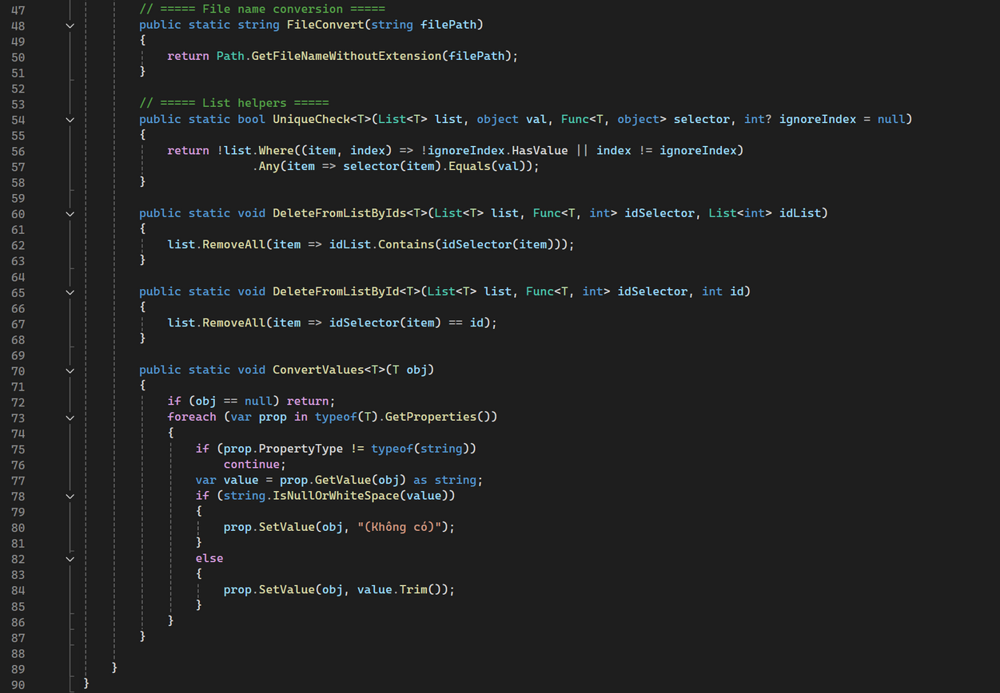 47 // ===== File name conversion =====
48 public static string FileConvert(string filePath)
49 {
50 return Path.GetFileNameWithoutExtension(filePath);
51 }
52
53 // ===== List helpers =====
54 public static bool UniqueCheck<T>(List<T> list, object val, Func<T, object> selector, int? ignoreIndex = null)
55 {
56 return !list.Where((item, index) => !ignoreIndex.HasValue || index != ignoreIndex)
57 .Any(item => selector(item).Equals(val));
58 }
59
60 public static void DeleteFromListByIds<T>(List<T> list, Func<T, int> idSelector, List<int> idList)
61 {
62 list.RemoveAll(item => idList.Contains(idSelector(item)));
63 }
64
65 public static void DeleteFromListById<T>(List<T> list, Func<T, int> idSelector, int id)
66 {
67 list.RemoveAll(item => idSelector(item) == id);
68 }
69
70 public static void ConvertValues<T>(T obj)
71 {
72 if (obj == null) return;
73 foreach (var prop in typeof(T).GetProperties())
74 {
75 if (prop.PropertyType != typeof(string))
76 continue;
77 var value = prop.GetValue(obj) as string;
78 if (string.IsNullOrWhiteSpace(value))
79 {
80 prop.SetValue(obj, "(Không có)");
81 }
82 else
83 {
84 prop.SetValue(obj, value.Trim());
85 }
86 }
87 }
88
89 }
90 }